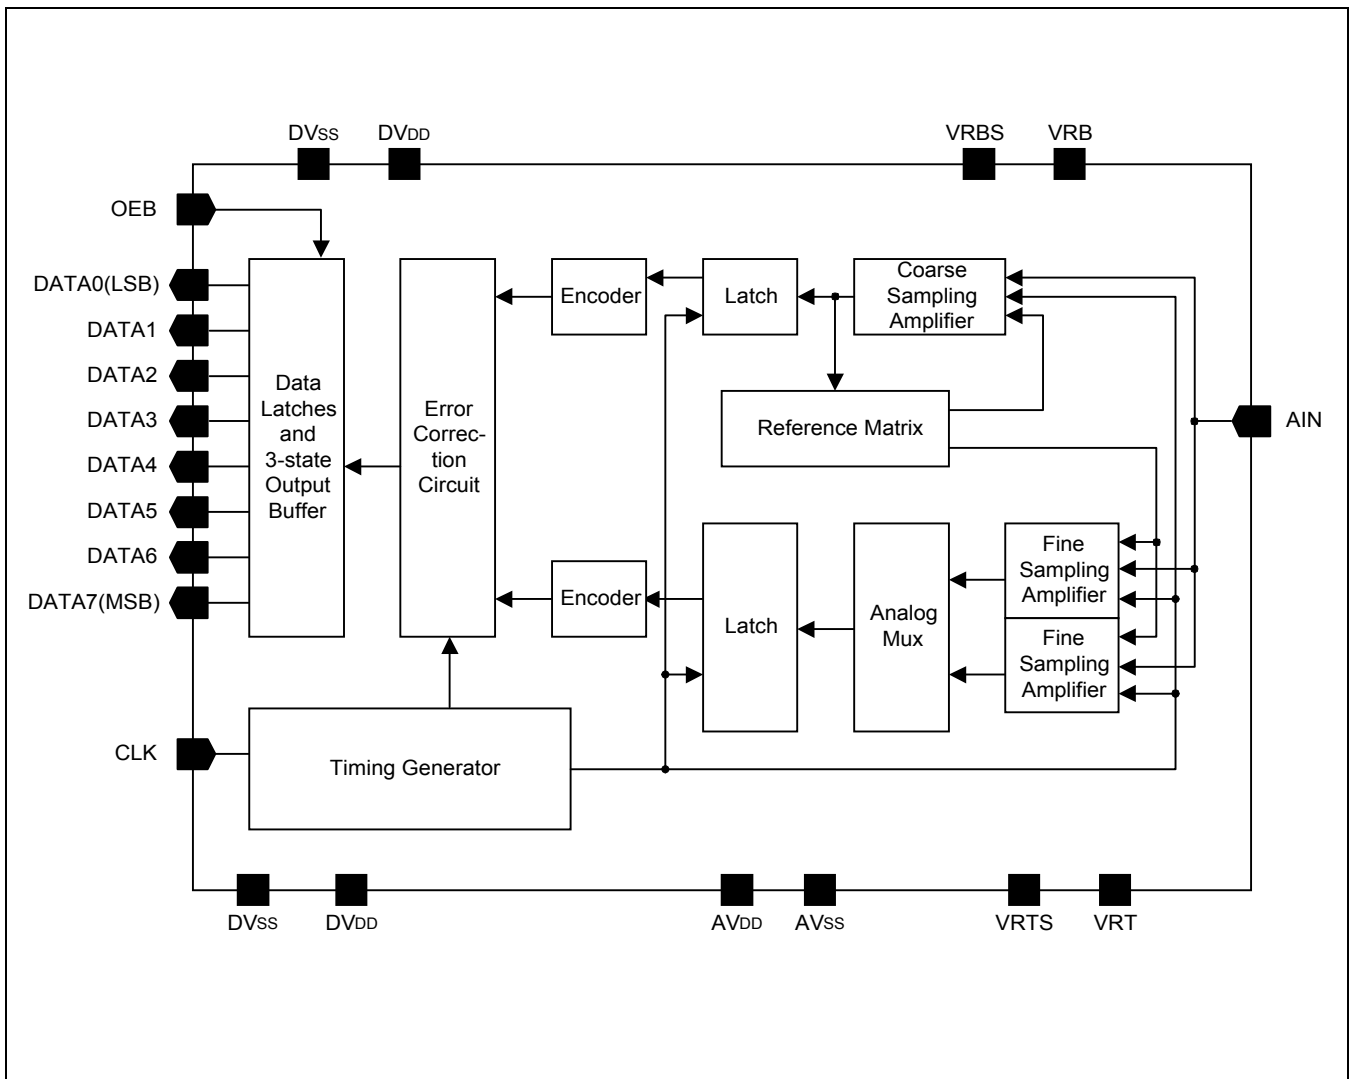 DVSS
DVDD
VRBS
VRB
OEB
DATA0(LSB)
DATA1
DATA2
DATA3
DATA4
DATA5
DATA6
DATA7(MSB)
Data
Latches
and
3-state
Output
Buffer
Error
Correc-
tion
Circuit
Encoder
Latch
Coarse
Sampling
Amplifier
Reference Matrix
AIN
Encoder
Latch
Analog
Mux
Fine
Sampling
Amplifier
Fine
Sampling
Amplifier
CLK
Timing Generator
DVSS
DVDD
AVDD
AVSS
VRTS
VRT